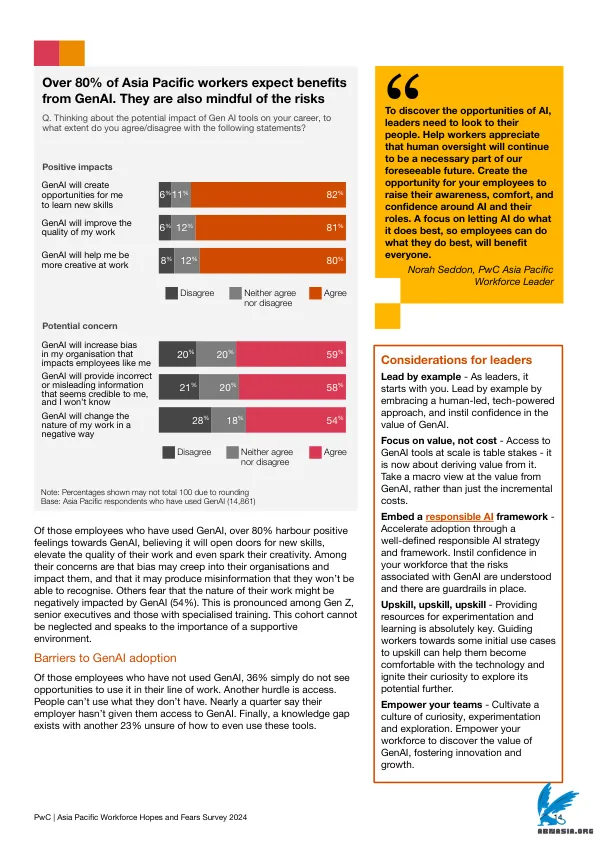 Over 80% of Asia Pacific workers expect benefits
from GenAI. They are also mindful of the risks
Q. Thinking about the potential impact of Gen AI tools on your career, to
what extent do you agree/disagree with the following statements?
Positive impacts
GenAI will create
opportunities for me
to learn new skills
6% 11% 82%
GenAI will improve the
quality of my work
6% 12% 81%
GenAI will help me be
more creative at work
8% 12% 80%
Disagree Neither agree Agree
nor disagree
Potential concern
GenAI will increase bias
in my organisation that
impacts employees like me
20% 20% 59%
GenAI will provide incorrect
or misleading information
that seems credible to me,
and I won't know
21% 20% 58%
GenAI will change the
nature of my work in a
negative way
28% 18% 54%
Disagree Neither agree Agree
nor disagree
Note: Percentages shown may not total 100 due to rounding
Base: Asia Pacific respondents who have used GenAI (14,861)
Of those employees who have used GenAI, over 80% harbour positive
feelings towards GenAI, believing it will open doors for new skills,
elevate the quality of their work and even spark their creativity. Among
their concerns are that bias may creep into their organisations and
impact them, and that it may produce misinformation that they won't be
able to recognise. Others fear that the nature of their work might be
negatively impacted by GenAI (54%). This is pronounced among Gen Z,
senior executives and those with specialised training. This cohort cannot
be neglected and speaks to the importance of a supportive
environment.
Barriers to GenAI adoption
Of those employees who have not used GenAI, 36% simply do not see
opportunities to use it in their line of work. Another hurdle is access.
People can't use what they don't have. Nearly a quarter say their
employer hasn't given them access to GenAI. Finally, a knowledge gap
exists with another 23% unsure of how to even use these tools.
“
To discover the opportunities of AI,
leaders need to look to their
people. Help workers appreciate
that human oversight will continue
to be a necessary part of our
foreseeable future. Create the
opportunity for your employees to
raise their awareness, comfort, and
confidence around AI and their
roles. A focus on letting AI do what
it does best, so employees can do
what they do best, will benefit
everyone.
Norah Seddon, PwC Asia Pacific
Workforce Leader
Considerations for leaders
Lead by example - As leaders, it
starts with you. Lead by example by
embracing a human-led, tech-powered
approach, and instil confidence in the
value of GenAI.
Focus on value, not cost - Access to
GenAI tools at scale is table stakes - it
is now about deriving value from it.
Take a macro view at the value from
GenAI, rather than just the incremental
costs.
Embed a responsible AI framework -
Accelerate adoption through a
well-defined responsible AI strategy
and framework. Instil confidence in
your workforce that the risks
associated with GenAI are understood
and there are guardrails in place.
Upskill, upskill, upskill - Providing
resources for experimentation and
learning is absolutely key. Guiding
workers towards some initial use cases
to upskill can help them become
comfortable with the technology and
ignite their curiosity to explore its
potential further.
Empower your teams - Cultivate a
culture of curiosity, experimentation
and exploration. Empower your
workforce to discover the value of
GenAI, fostering innovation and
growth.
PwC | Asia Pacific Workforce Hopes and Fears Survey 2024
14
ABNASIA.ORG